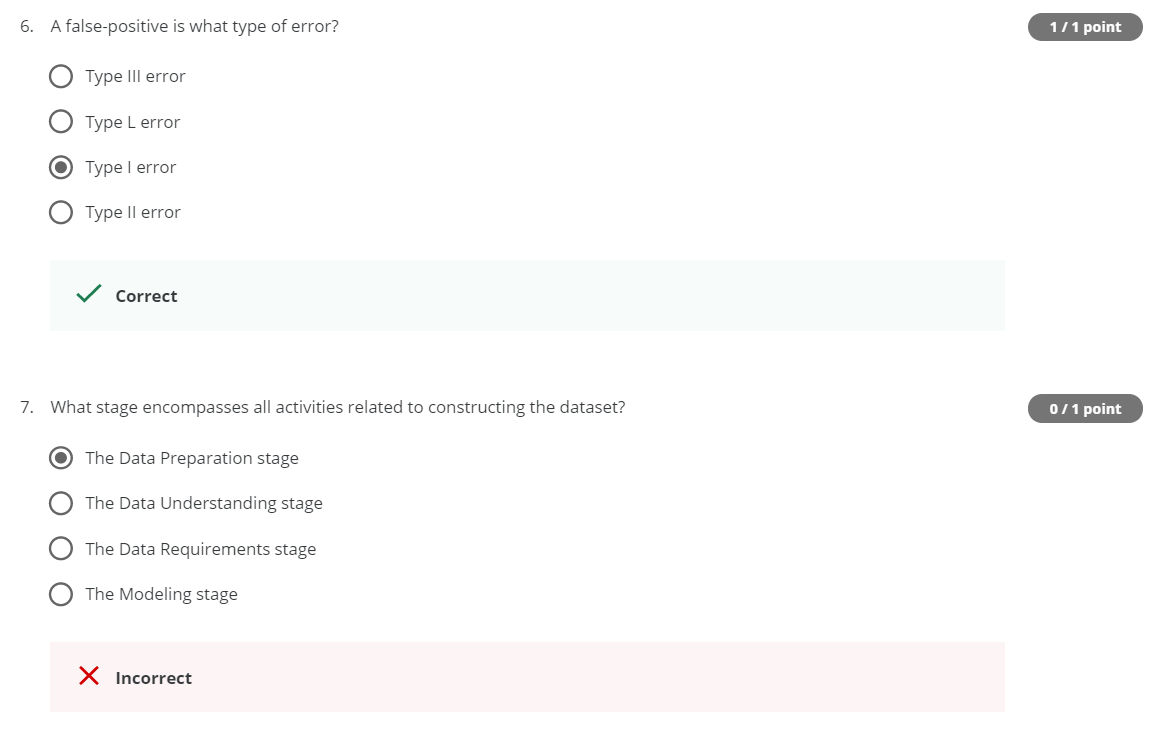 6. A false-positive is what type of error?
1 / 1 point
Type III error
Type L error
Type I error
Type II error
Correct
7. What stage encompasses all activities related to constructing the dataset?
0 / 1 point
The Data Preparation stage
The Data Understanding stage
The Data Requirements stage
The Modeling stage
Incorrect